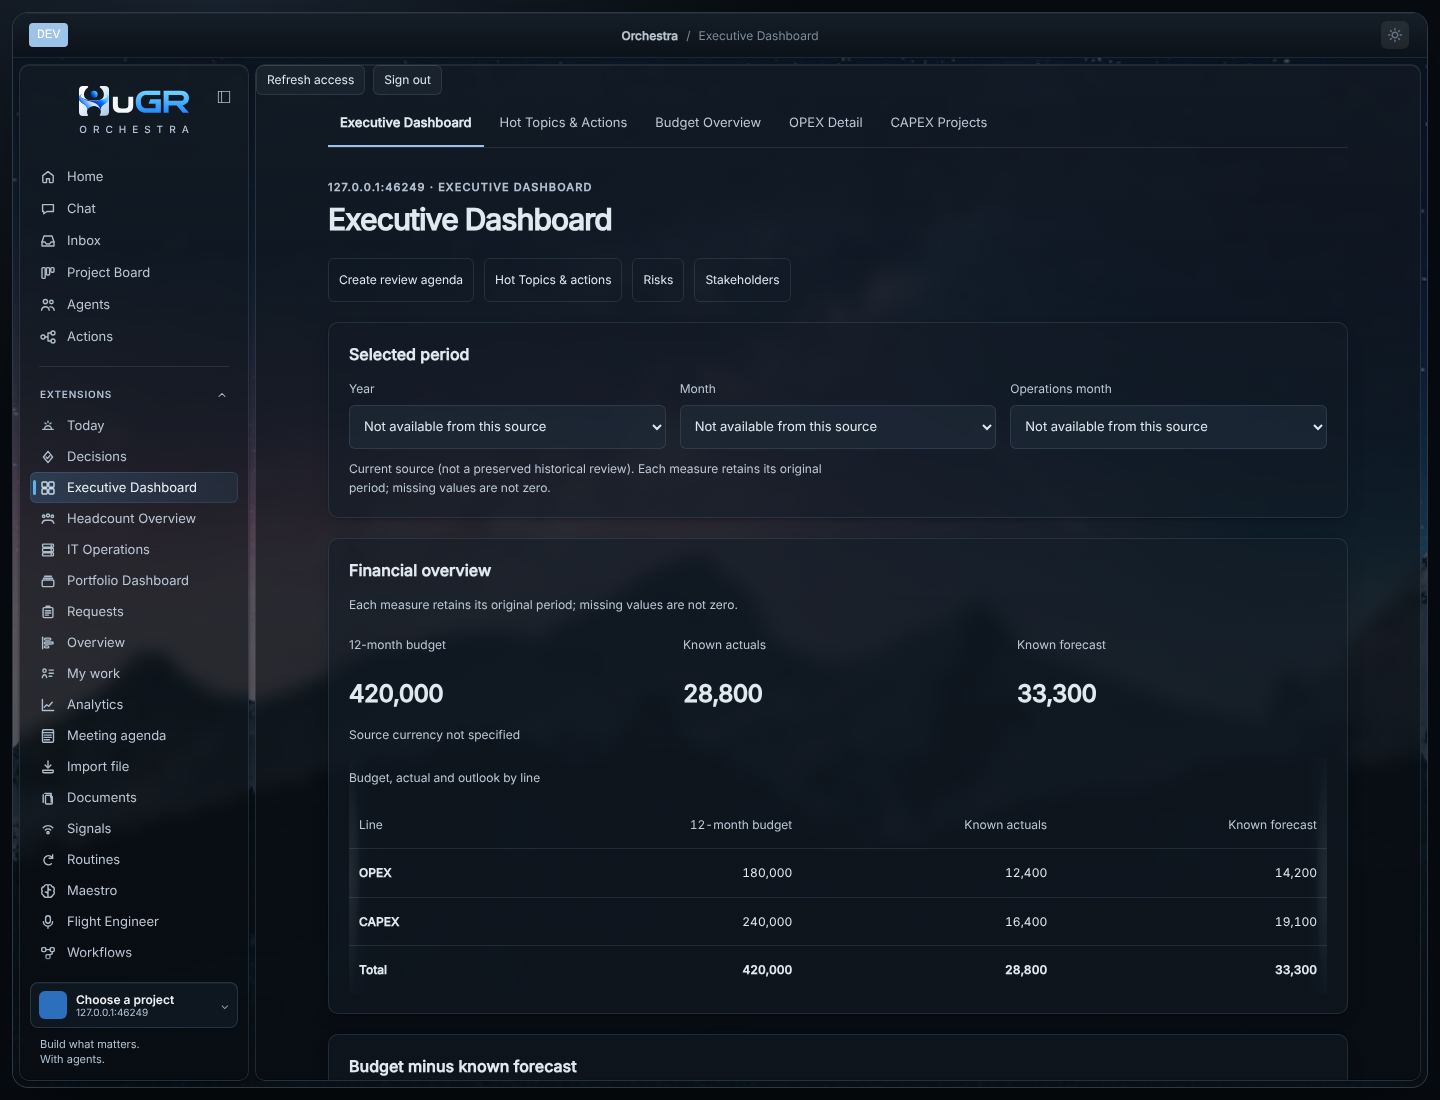 DEV
Orchestra / Executive Dashboard
HuGR
ORCHESTRA
Home
Chat
Inbox
Project Board
Agents
Actions
EXTENSIONS
Today
Decisions
Executive Dashboard
Headcount Overview
IT Operations
Portfolio Dashboard
Requests
Overview
My work
Analytics
Meeting agenda
Import file
Documents
Signals
Routines
Maestro
Flight Engineer
Workflows
Choose a project
127.0.0.1:46249
Build what matters.
With agents.
Refresh access Sign out
Executive Dashboard Hot Topics & Actions Budget Overview OPEX Detail CAPEX Projects
127.0.0.1:46249 · EXECUTIVE DASHBOARD
Executive Dashboard
Create review agenda Hot Topics & actions Risks Stakeholders
Selected period
Year Month Operations month
Not available from this source Not available from this source Not available from this source
Current source (not a preserved historical review). Each measure retains its original
period; missing values are not zero.
Financial overview
Each measure retains its original period; missing values are not zero.
12-month budget Known actuals Known forecast
420,000 28,800 33,300
Source currency not specified
Budget, actual and outlook by line
Line 12-month budget Known actuals Known forecast
OPEX 180,000 12,400 14,200
CAPEX 240,000 16,400 19,100
Total 420,000 28,800 33,300
Budget minus known forecast